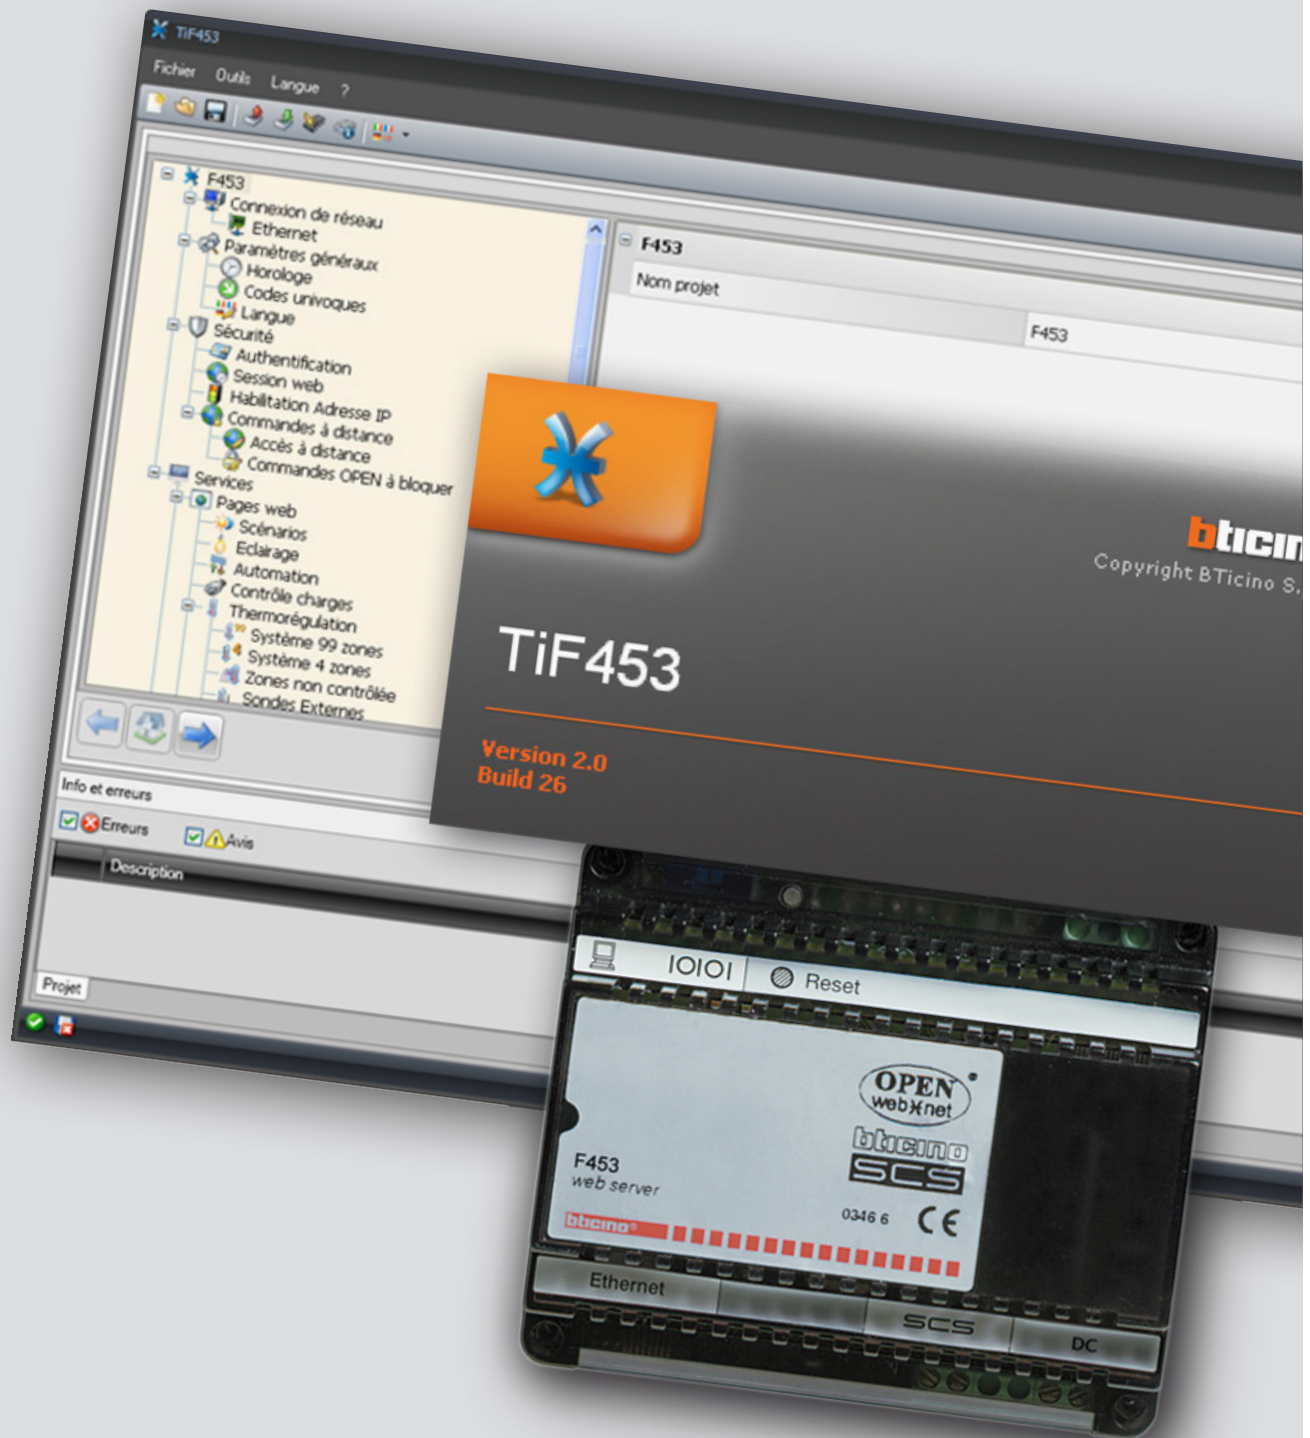 TiF453
Fichier Outils Langue ?
F453
Connexion de réseau
Ethernet
Paramètres généraux
Horologe
Codes univoques
Langue
Sécurité
Authentification
Session web
Habilitation Adresse IP
Commandes à distance
Accès à distance
Commandes OPEN à bloquer
Services
Pages web
Scénarios
Eclairage
Automation
Contrôle charges
Thermorégulation
Système 99 zones
Système 4 zones
Zones non contrôlée
Sondes Externes
F453
Nom projet F453
Info et erreurs
Erreurs Avis
Description
Projet
Copyright BTicino S.
TiF453
Version 2.0
Build 26
IOIOI Reset
OPEN
web net
bticino
SCS
F453
web server
0346 6 CE
bticino
Ethernet SCS DC